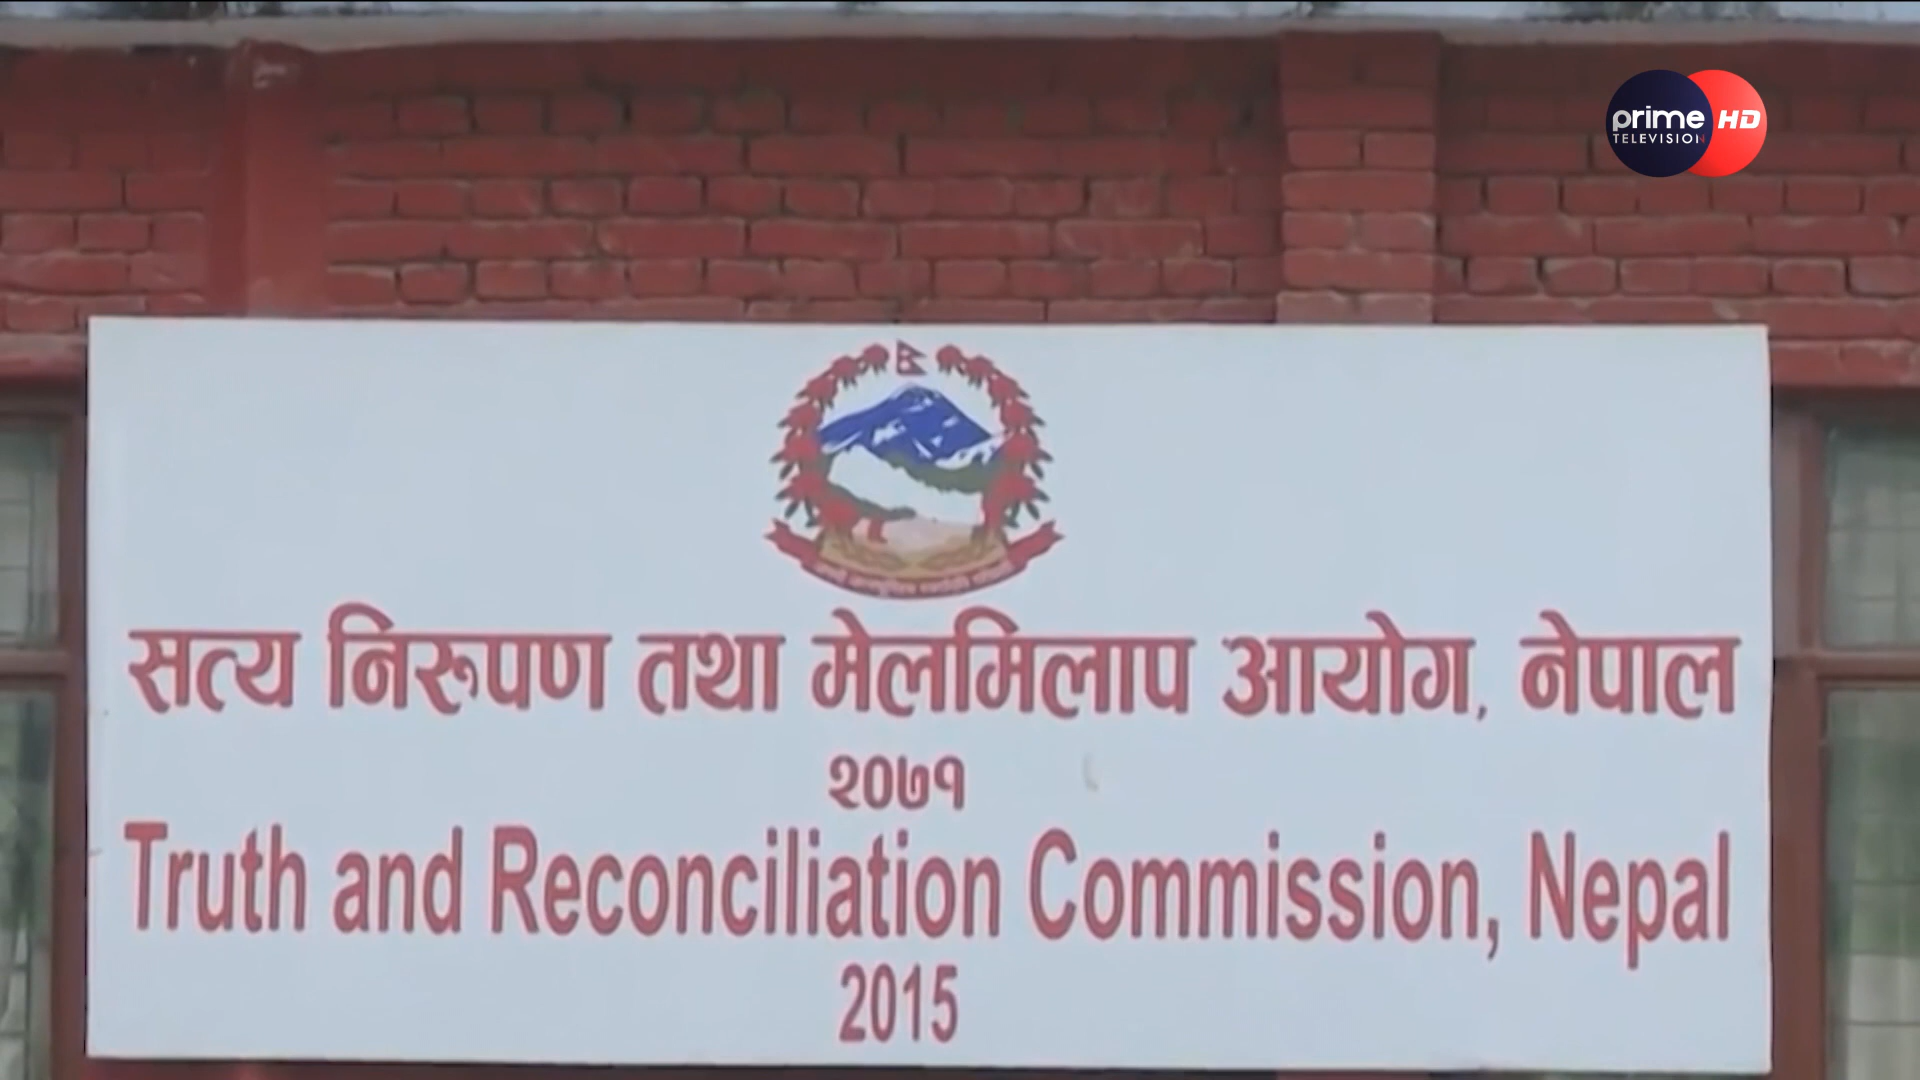 prime HD
TELEVISION
सत्य निरुपण तथा मेलमिलाप आयोग, नेपाल
२०७१
Truth and Reconciliation Commission, Nepal
2015